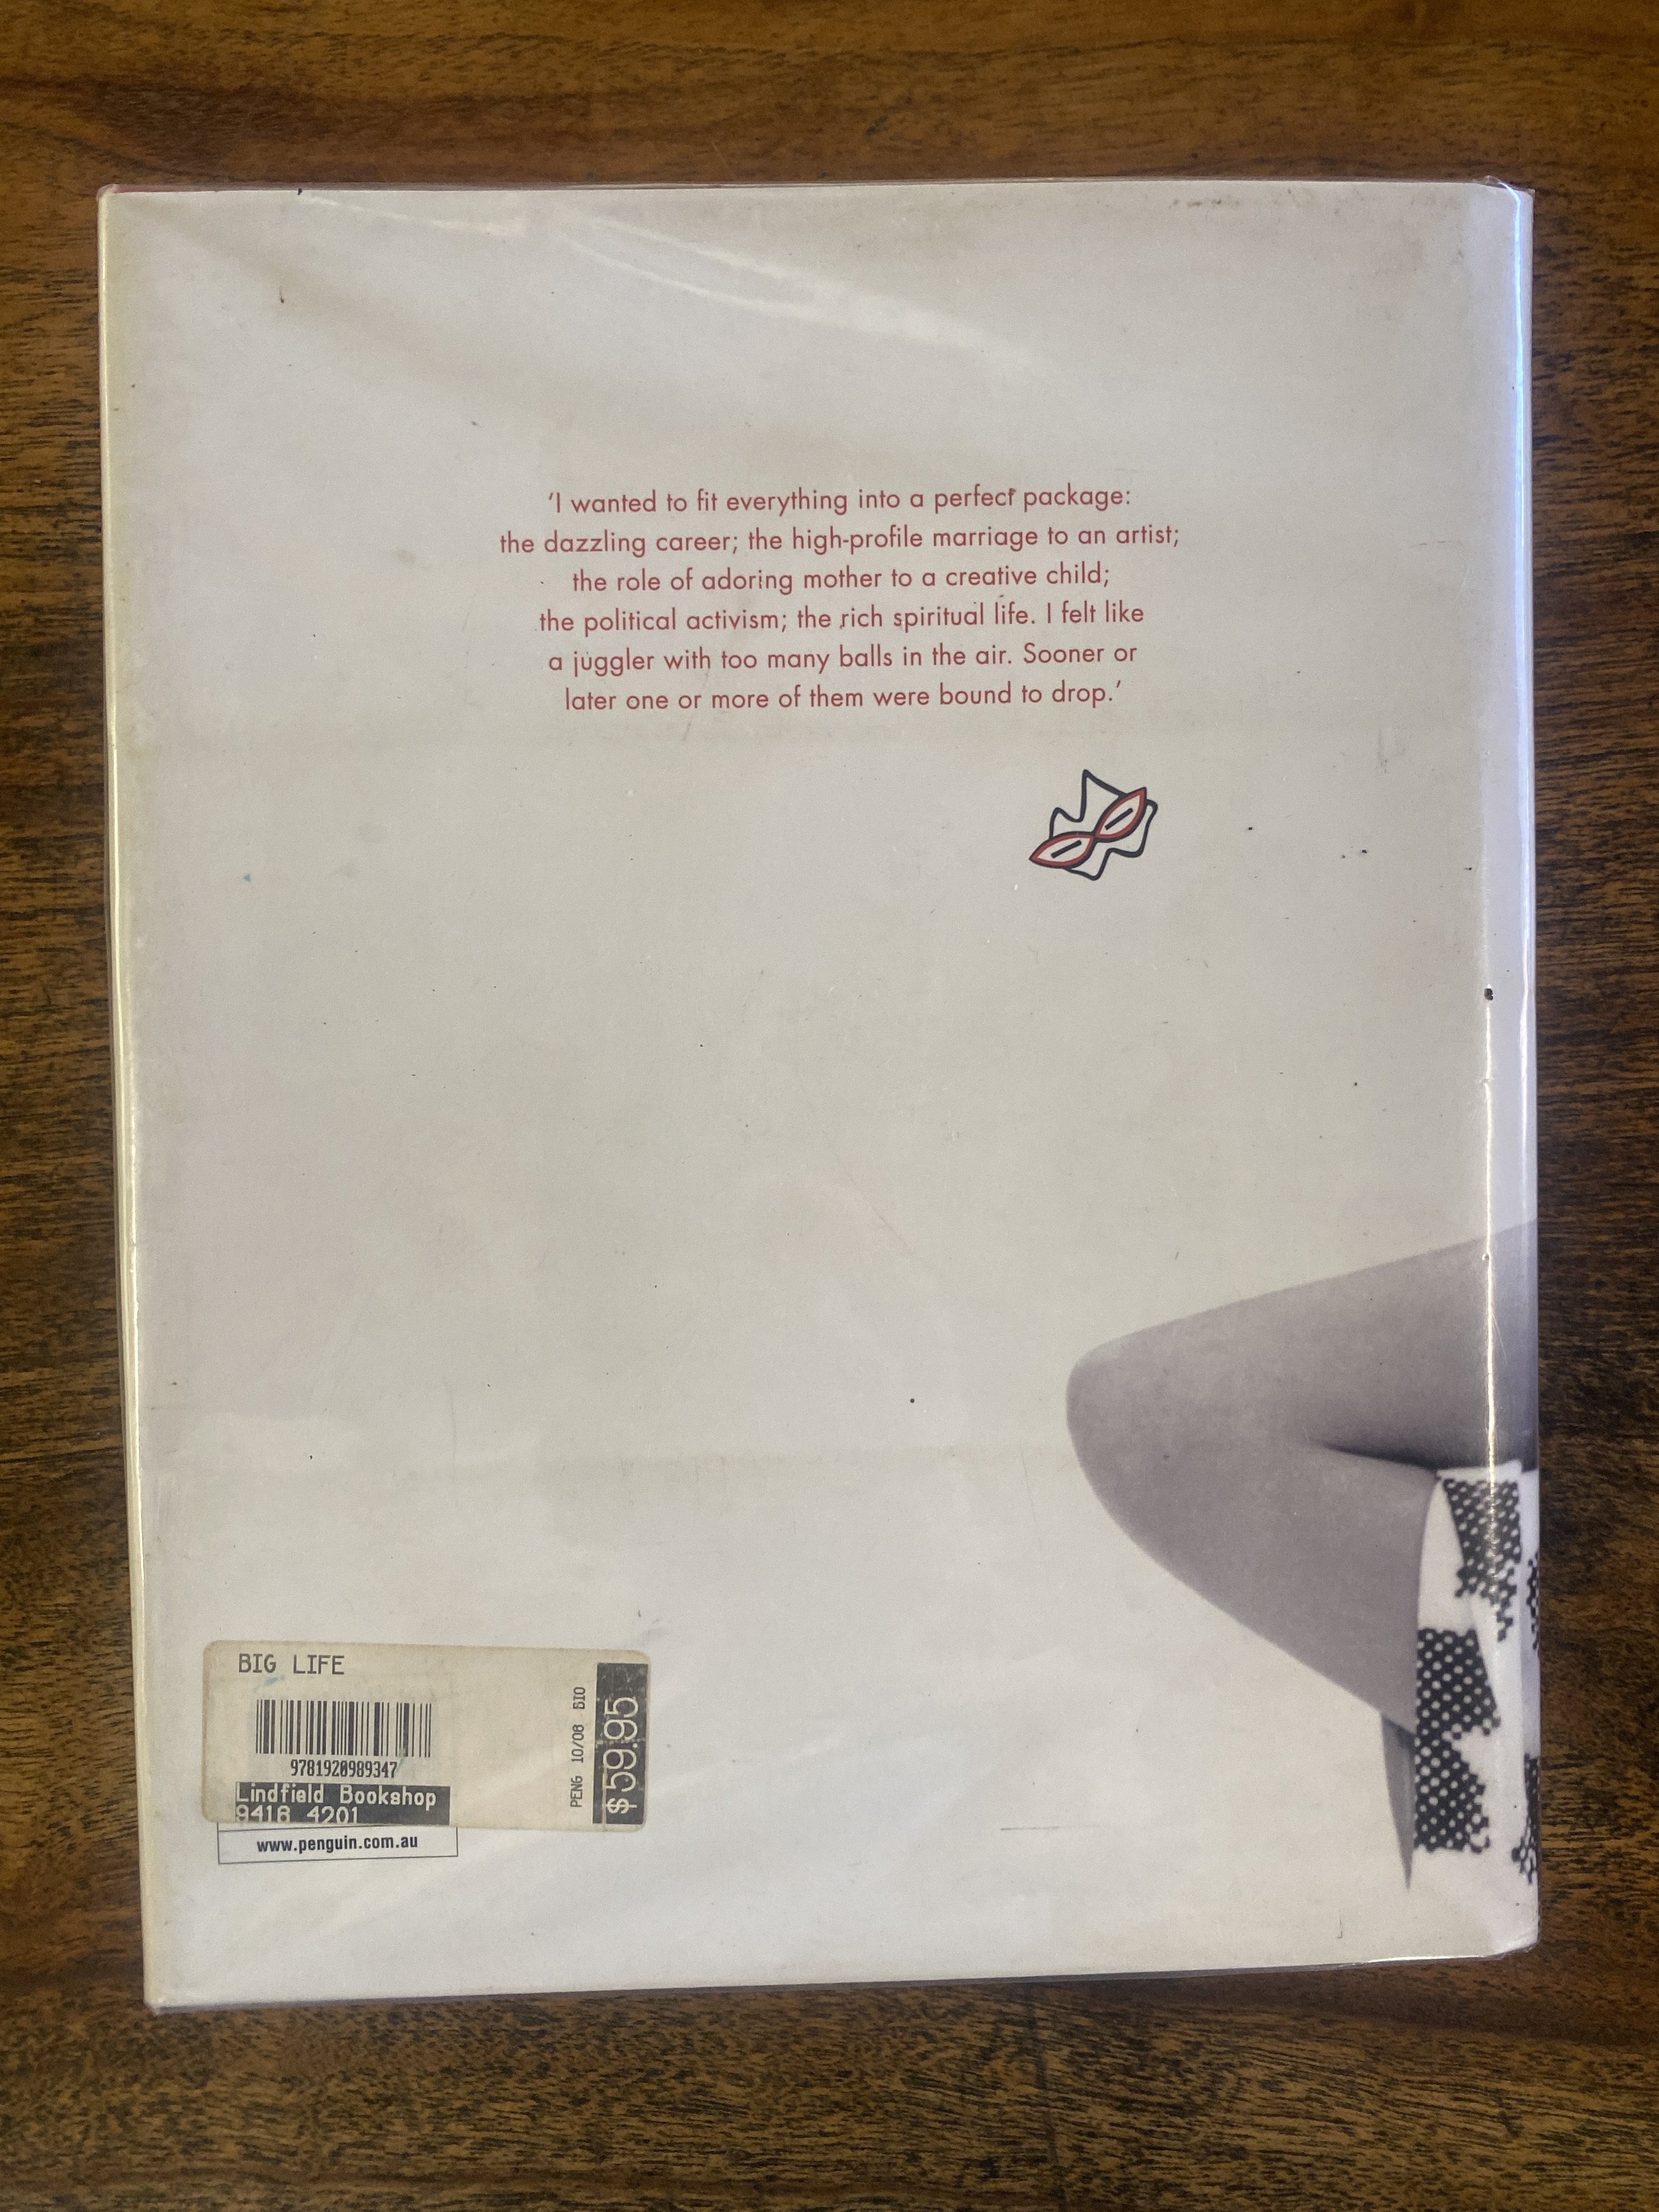 ‘I wanted to fit everything into a perfect package:
the dazzling career; the high-profile marriage to an artist;
the role of adoring mother to a creative child;
the political activism; the rich spiritual life. I felt like
a juggler with too many balls in the air. Sooner or
later one or more of them were bound to drop.’
BIG LIFE
9781920989347
Lindfield Bookshop
9416 4201
PENG 10/08 BIO
$59.95
www.penguin.com.au